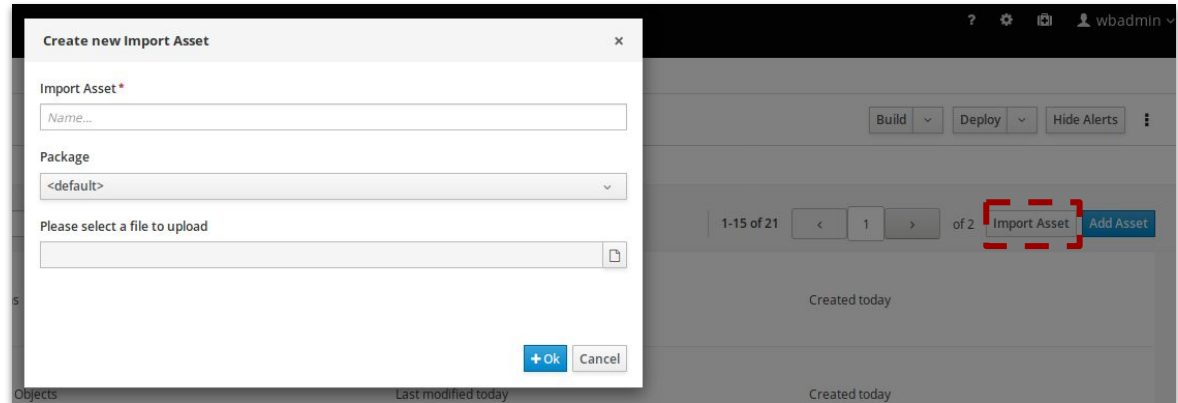 ? wbadmin
Create new Import Asset ×
Import Asset *
Name...
Build Deploy Hide Alerts
Package
<default>
Please select a file to upload
1-15 of 21 < 1 > of 2 Import Asset Add Asset
Created today
+ Ok Cancel
Objects Last modified today Created today